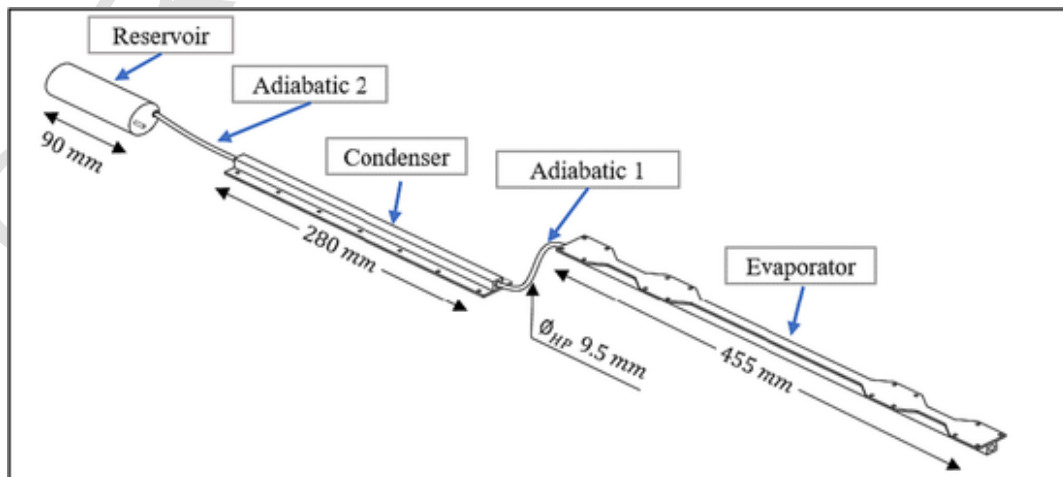 Reservoir
Adiabatic 2
90 mm
Condenser
Adiabatic 1
280 mm
Evaporator
Ø_HP 9.5 mm
455 mm